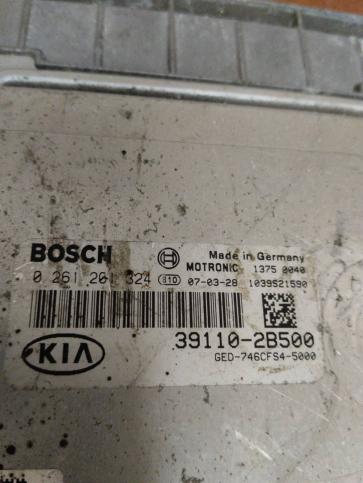 BOSCH
Made in Germany
MOTRONIC 1375 0040
0 261 201 324 S10 07-03-28 1039S21590
39110-2B500
KIA
GED-746CFS4-5000